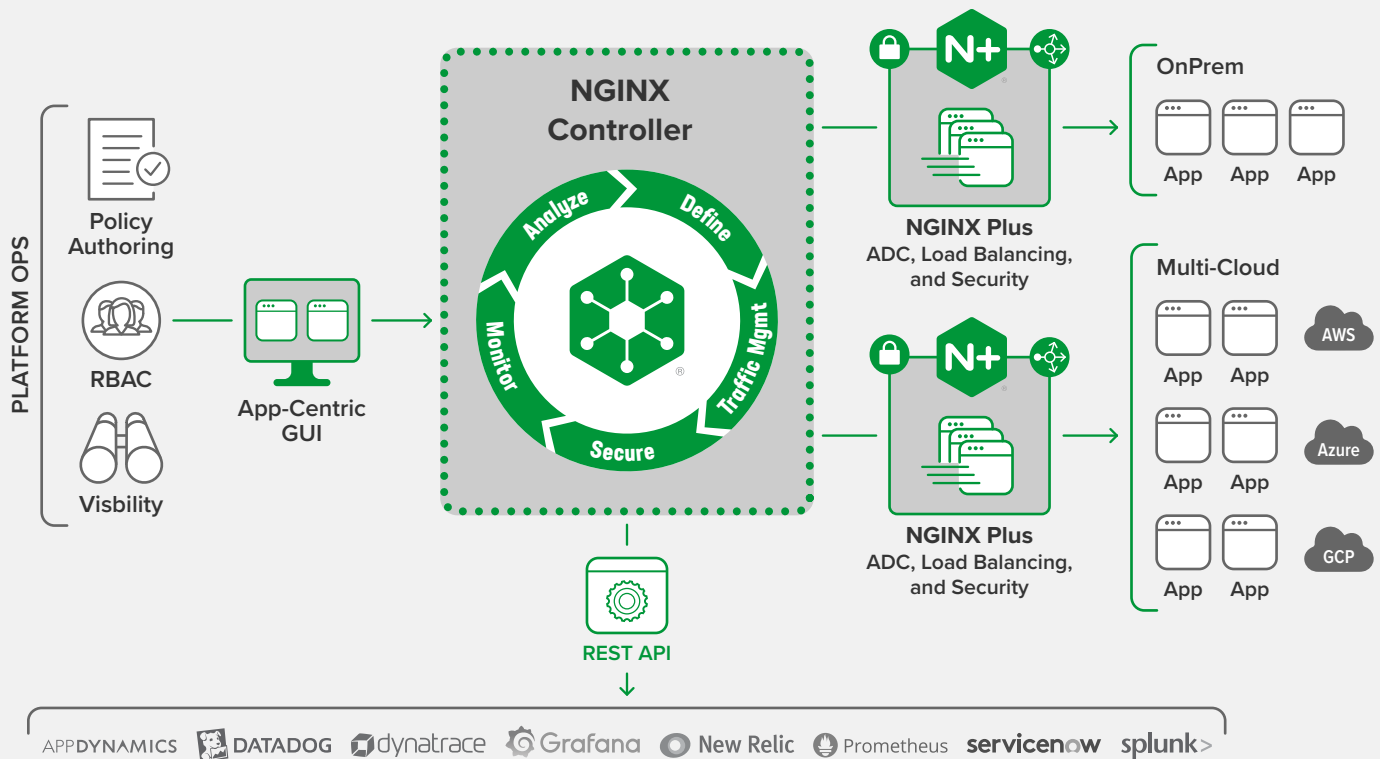 PLATFORM OPS
Policy
Authoring
RBAC
Visbility
App-Centric
GUI
NGINX
Controller
Analyze
Define
Traffic Mgmt
Secure
Monitor
®
REST API
N+
NGINX Plus
ADC, Load Balancing,
and Security
N+
NGINX Plus
ADC, Load Balancing,
and Security
OnPrem
App App App
Multi-Cloud
App App AWS
App App Azure
App App GCP
APPDYNAMICS DATADOG dynatrace Grafana New Relic Prometheus servicenow splunk>